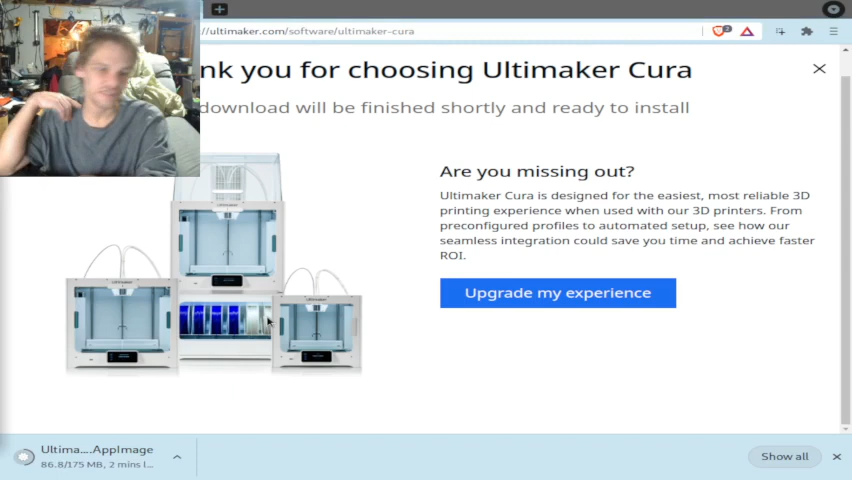 //ultimaker.com/software/ultimaker-cura
2
nk you for choosing Ultimaker Cura
download will be finished shortly and ready to install
Are you missing out?
Ultimaker Cura is designed for the easiest, most reliable 3D
printing experience when used with our 3D printers. From
preconfigured profiles to automated setup, see how our
seamless integration could save you time and achieve faster
ROI.
Upgrade my experience
Ultima....AppImage
86.8/175 MB, 2 mins l...
Show all